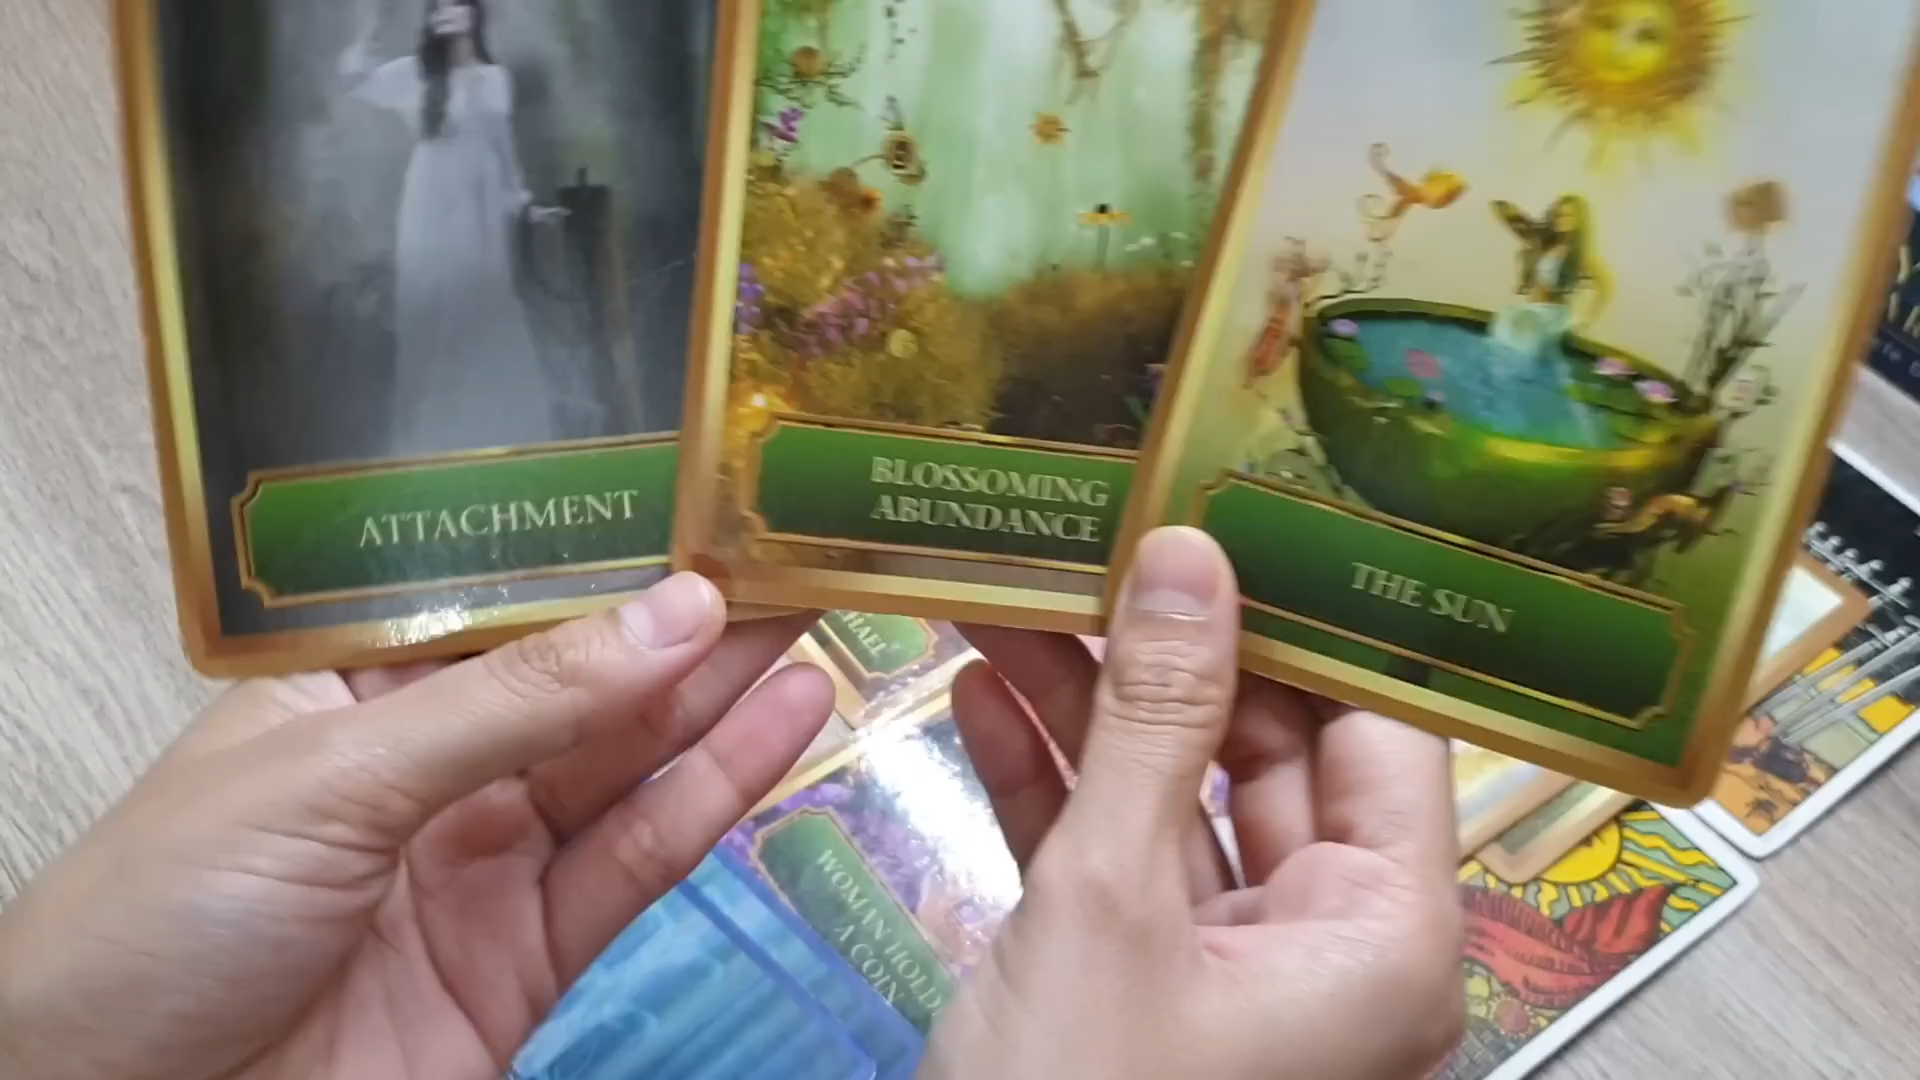 ATTACHMENT
BLOSSOMING
ABUNDANCE
THE SUN
WOMAN HOLD
A COIN